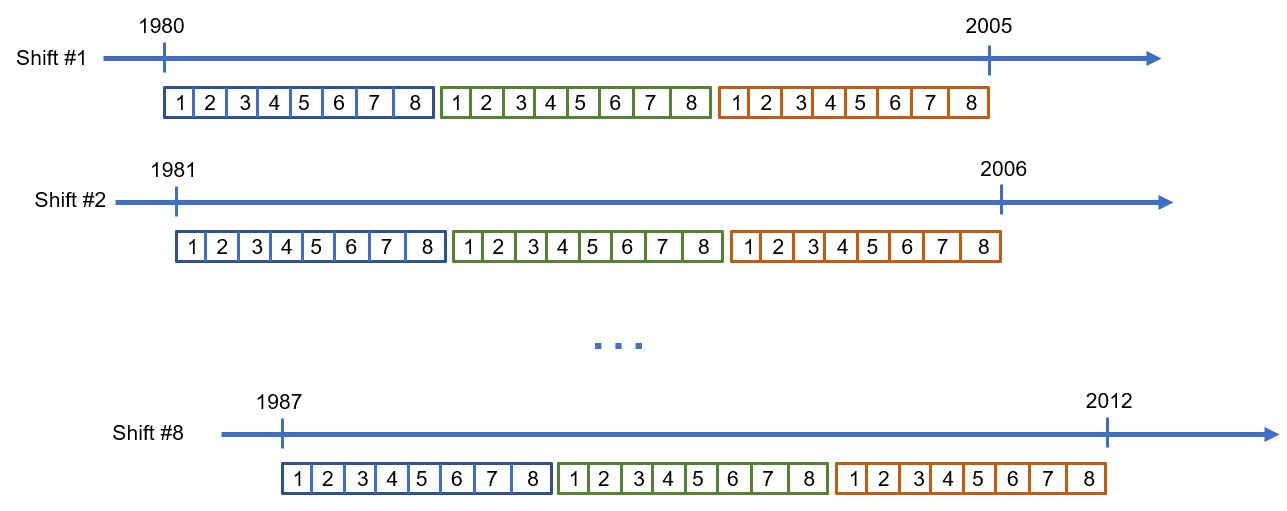 1980 2005
Shift #1
1 2 3 4 5 6 7 8 1 2 3 4 5 6 7 8 1 2 3 4 5 6 7 8
1981 2006
Shift #2
1 2 3 4 5 6 7 8 1 2 3 4 5 6 7 8 1 2 3 4 5 6 7 8
...
1987 2012
Shift #8
1 2 3 4 5 6 7 8 1 2 3 4 5 6 7 8 1 2 3 4 5 6 7 8